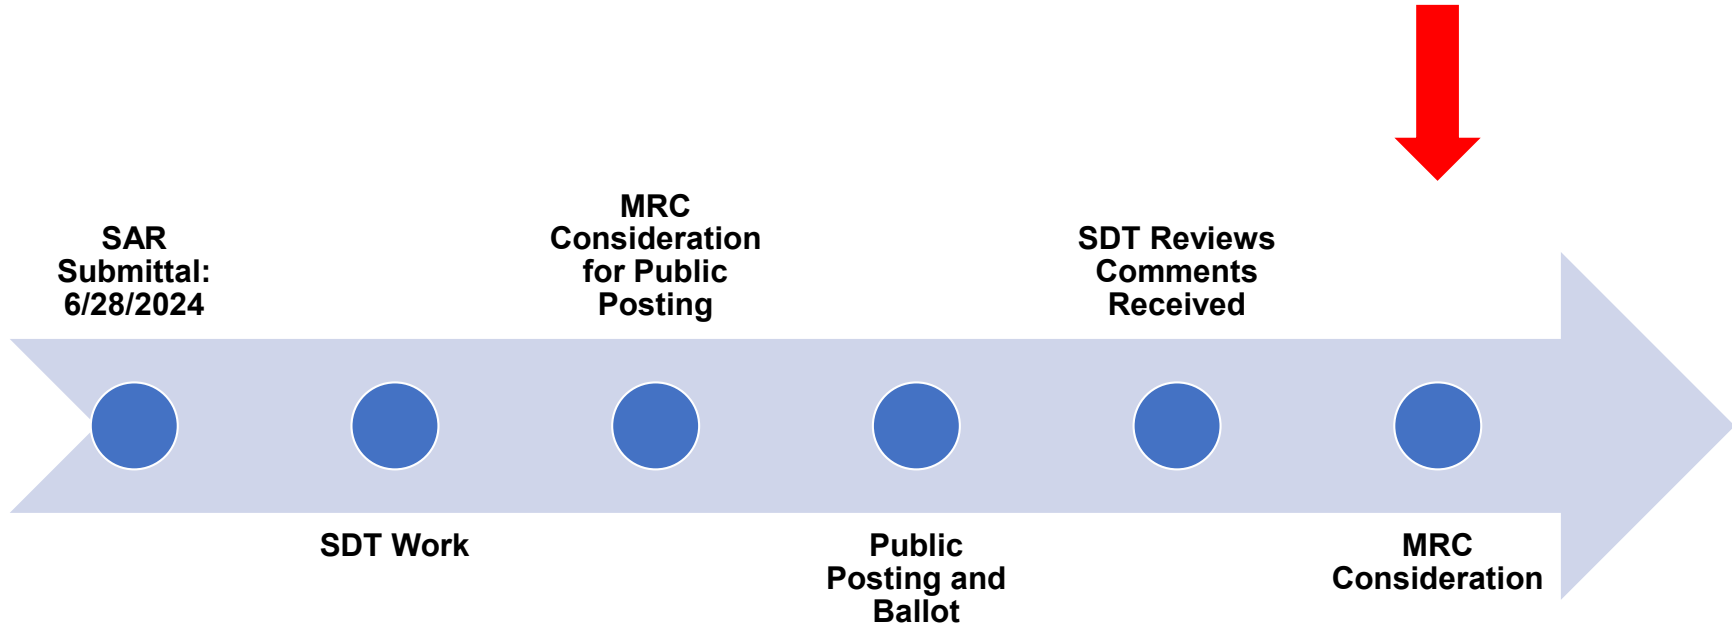 SAR
Submittal:
6/28/2024
SDT Work
MRC
Consideration
for Public
Posting
Public
Posting and
Ballot
SDT Reviews
Comments
Received
MRC
Consideration